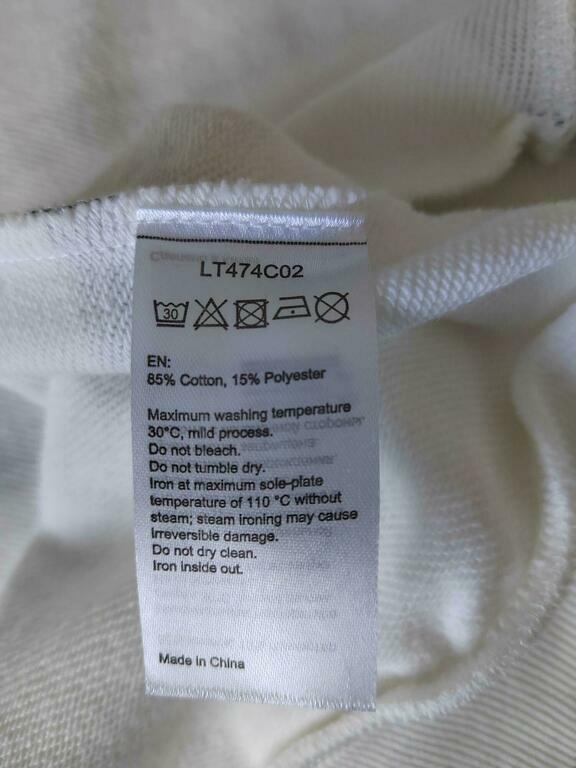 LT474C02
30
EN:
85% Cotton, 15% Polyester
Maximum washing temperature
30°C, mild process.
Do not bleach.
Do not tumble dry.
Iron at maximum sole-plate
temperature of 110 °C without
steam; steam ironing may cause
irreversible damage.
Do not dry clean.
Iron inside out.
Made in China